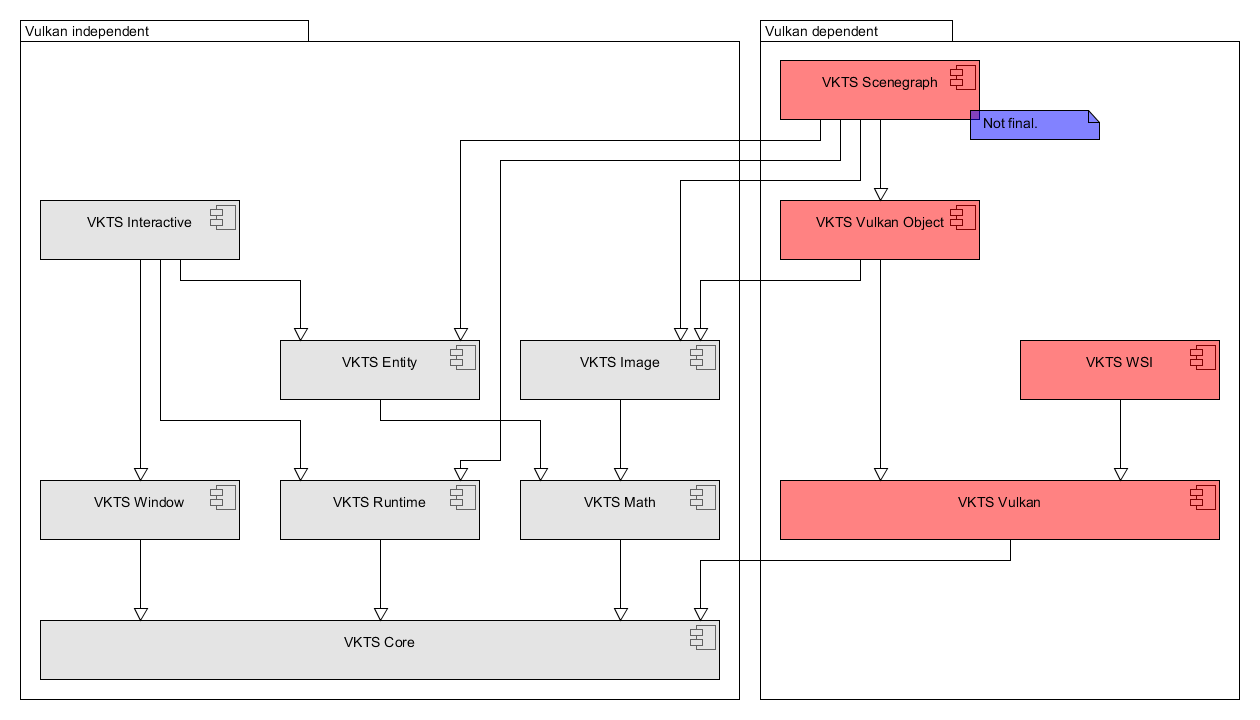 Vulkan independent
Vulkan dependent
VKTS Scenegraph
Not final.
VKTS Interactive
VKTS Vulkan Object
VKTS Entity
VKTS Image
VKTS WSI
VKTS Window
VKTS Runtime
VKTS Math
VKTS Vulkan
VKTS Core